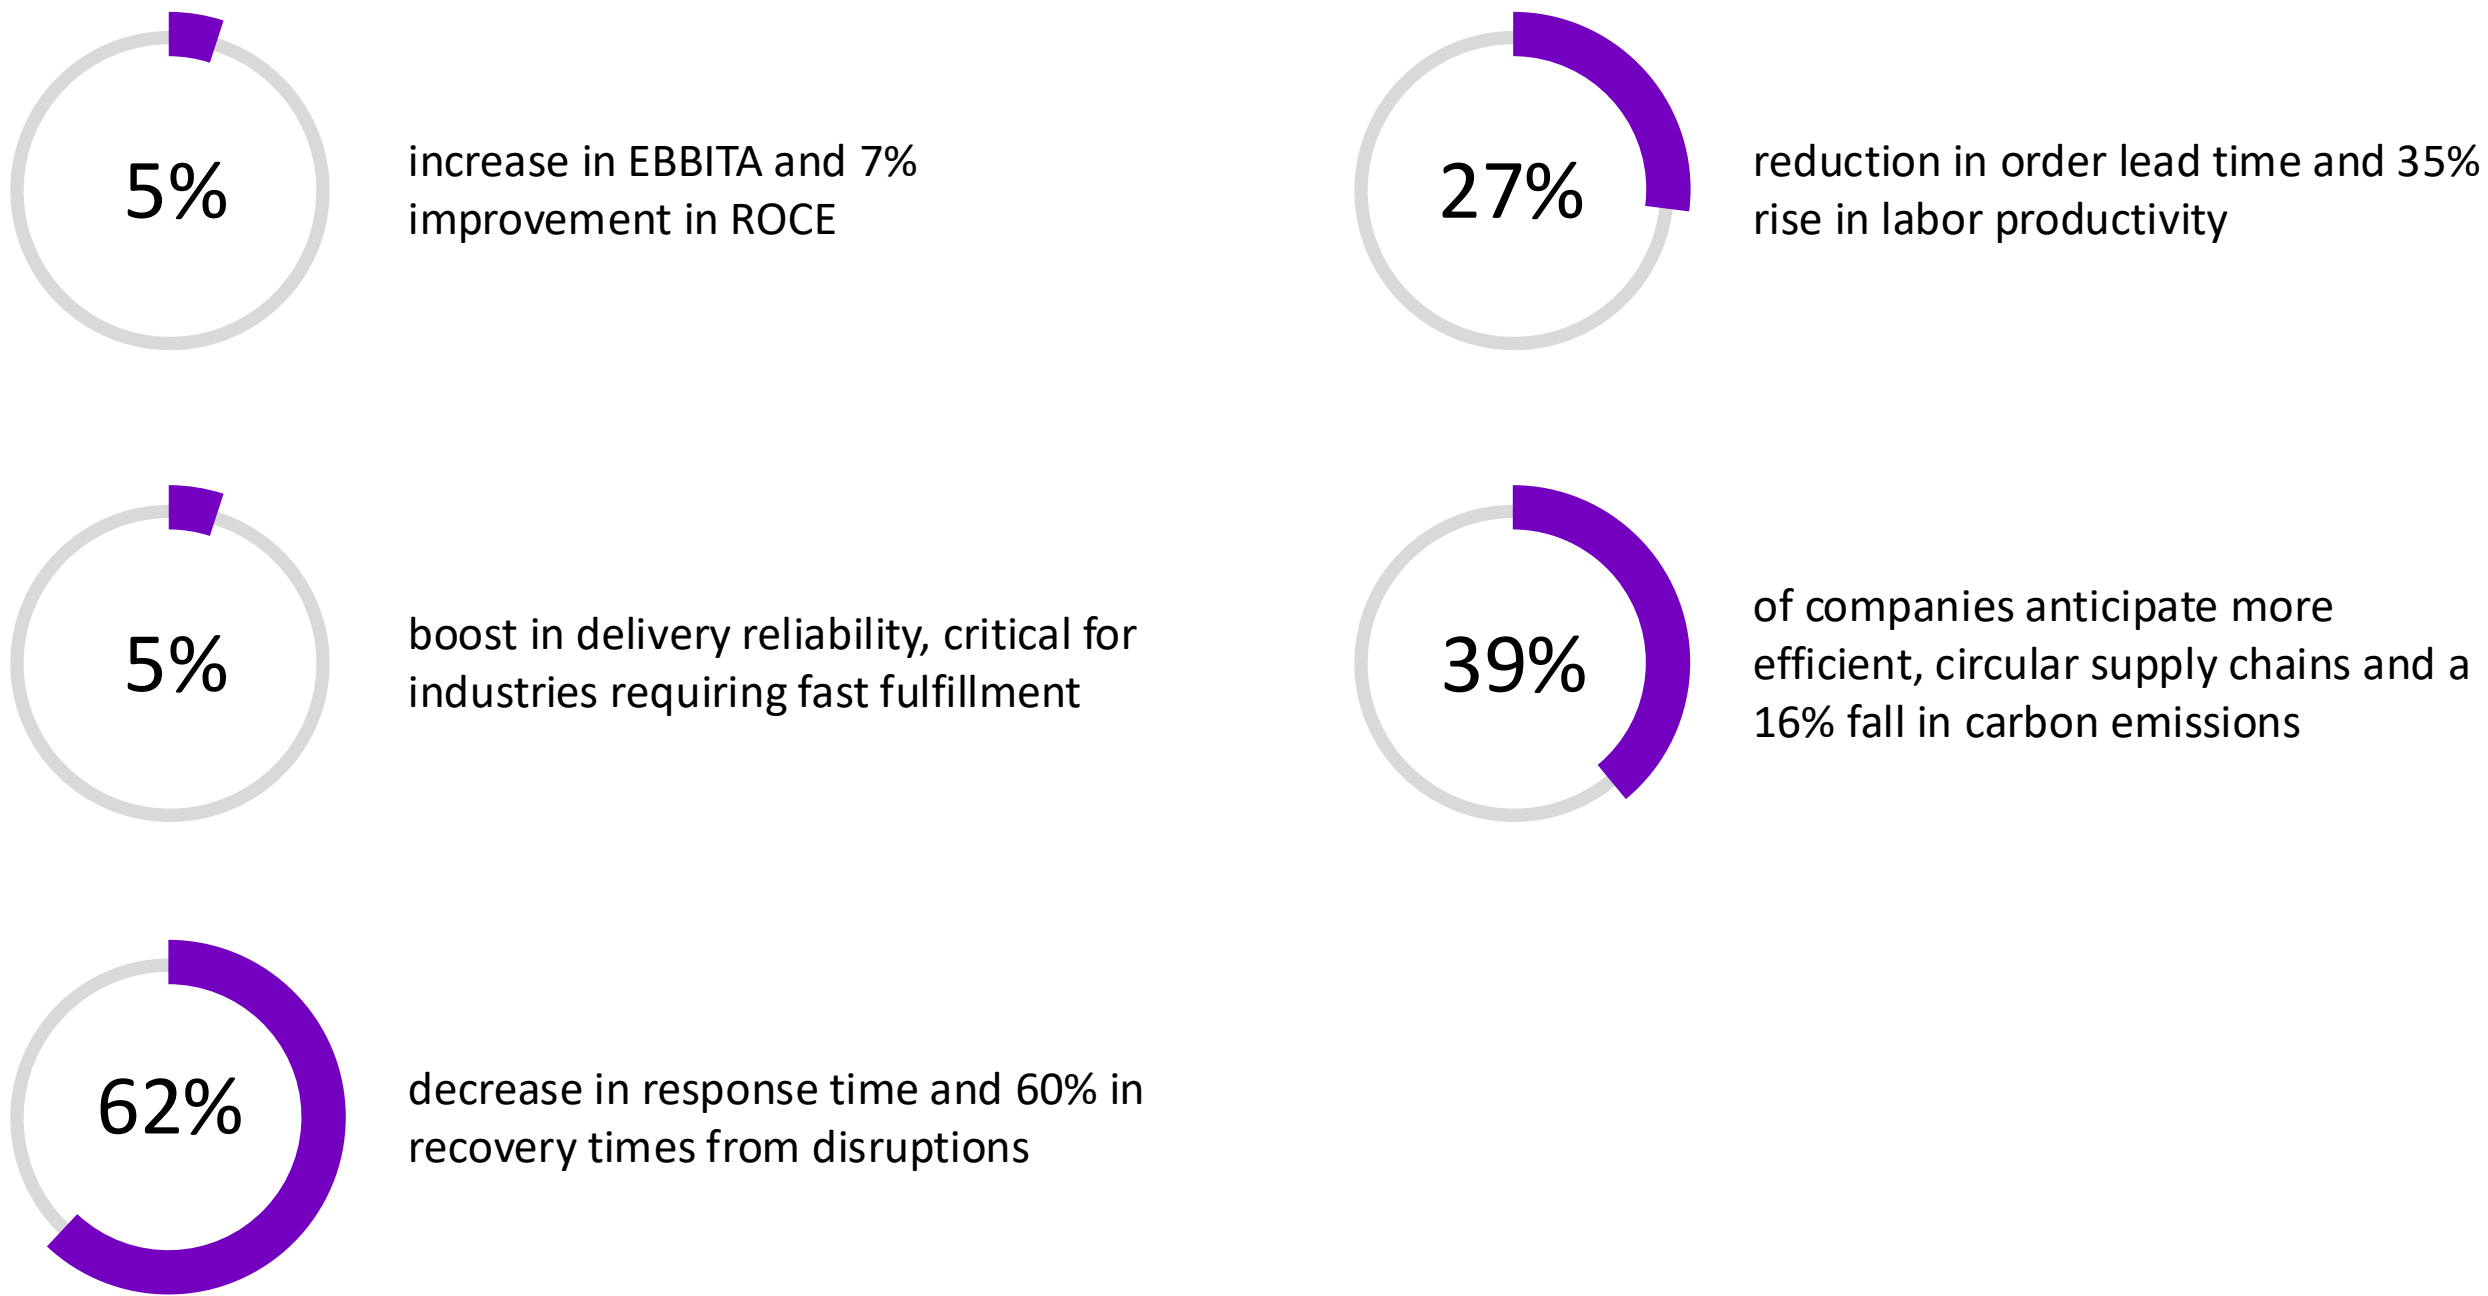 5%
increase in EBBITA and 7%
improvement in ROCE
27%
reduction in order lead time and 35%
rise in labor productivity
5%
boost in delivery reliability, critical for
industries requiring fast fulfillment
39%
of companies anticipate more
efficient, circular supply chains and a
16% fall in carbon emissions
62%
decrease in response time and 60% in
recovery times from disruptions